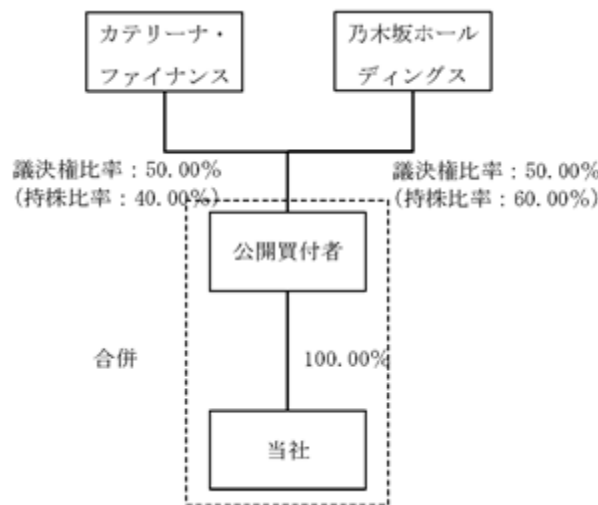 カテリーナ・
ファイナンス
乃木坂ホール
ディングス
議決権比率：50.00%
(持株比率：40.00%)
議決権比率：50.00%
(持株比率：60.00%)
公開買付者
合併
100.00%
当社